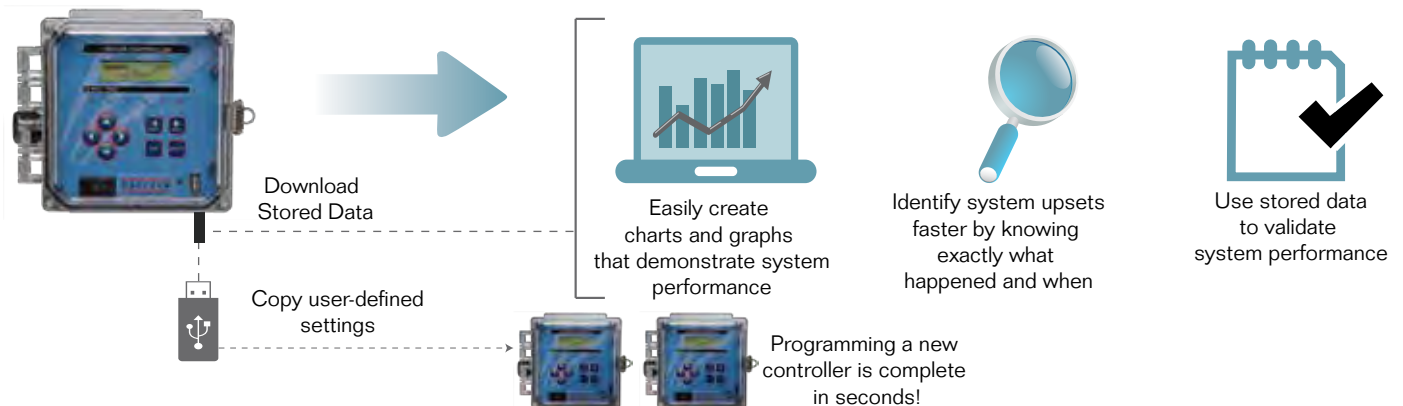 Download
Stored Data
Easily create
charts and graphs
that demonstrate system
performance
Identify system upsets
faster by knowing
exactly what
happened and when
Use stored data
to validate
system performance
Copy user-defined
settings
Programming a new
controller is complete
in seconds!